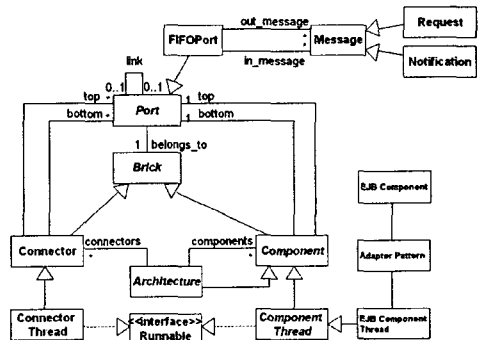 out_message
Request
FIFOPort
Message
*
*
in_message
Notification
link
0..1
0..1
top
*
Port
1
top
bottom
*
1
bottom
1
belongs_to
Brick
EJB Component
Connector
connectors
*
components
*
Component
Adapter Pattern
Architecture
Connector
Thread
<<interface>>
Runnable
Component
Thread
EJB Component
Thread